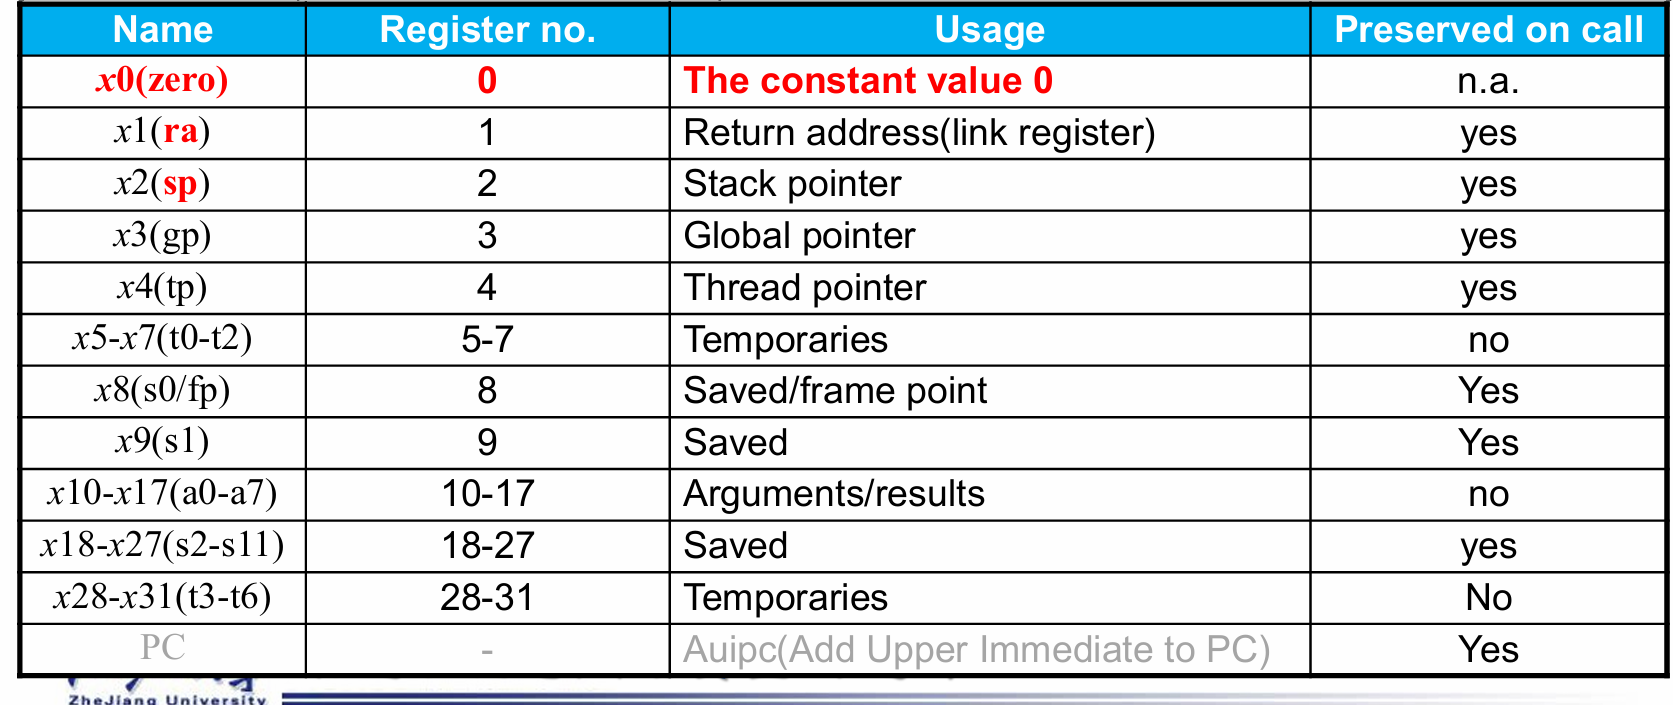 Name Register no. Usage Preserved on call
x0(zero) 0 The constant value 0 n.a.
x1(ra) 1 Return address(link register) yes
x2(sp) 2 Stack pointer yes
x3(gp) 3 Global pointer yes
x4(tp) 4 Thread pointer yes
x5-x7(t0-t2) 5-7 Temporaries no
x8(s0/fp) 8 Saved/frame point Yes
x9(s1) 9 Saved Yes
x10-x17(a0-a7) 10-17 Arguments/results no
x18-x27(s2-s11) 18-27 Saved yes
x28-x31(t3-t6) 28-31 Temporaries No
PC - Auipc(Add Upper Immediate to PC) Yes
ZheJiang University